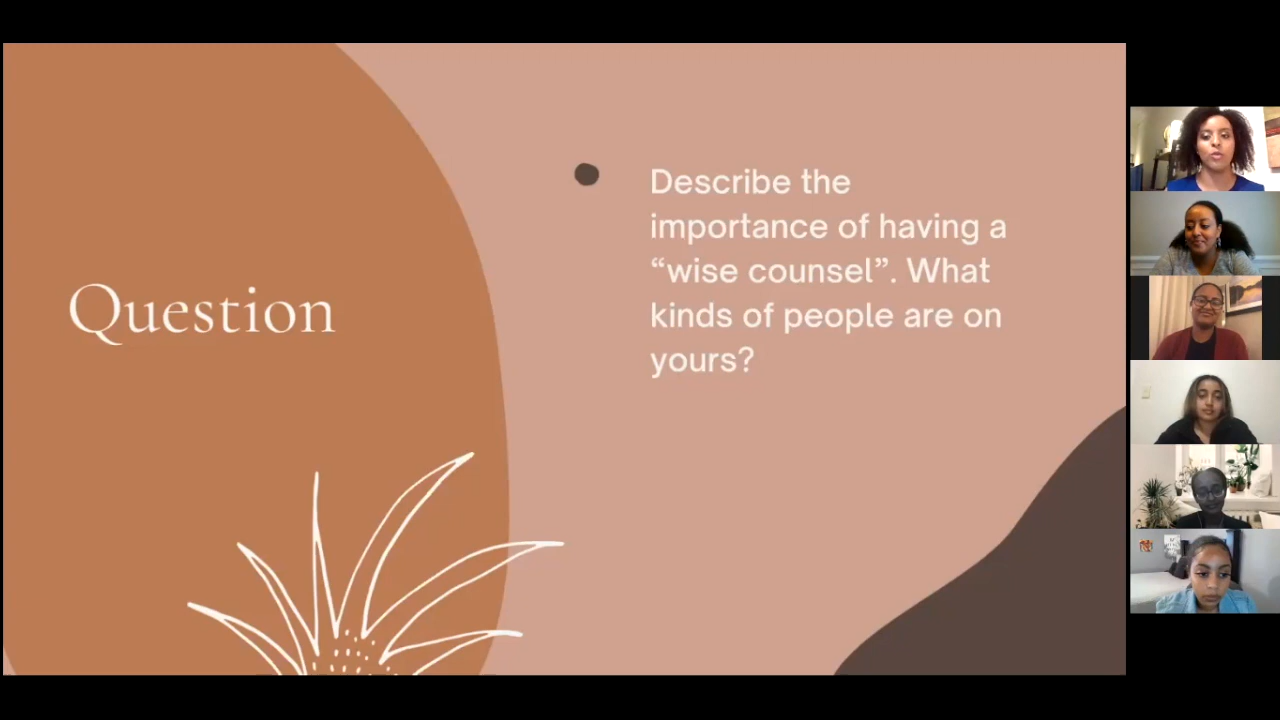 Question
Describe the
importance of having a
“wise counsel”. What
kinds of people are on
yours?